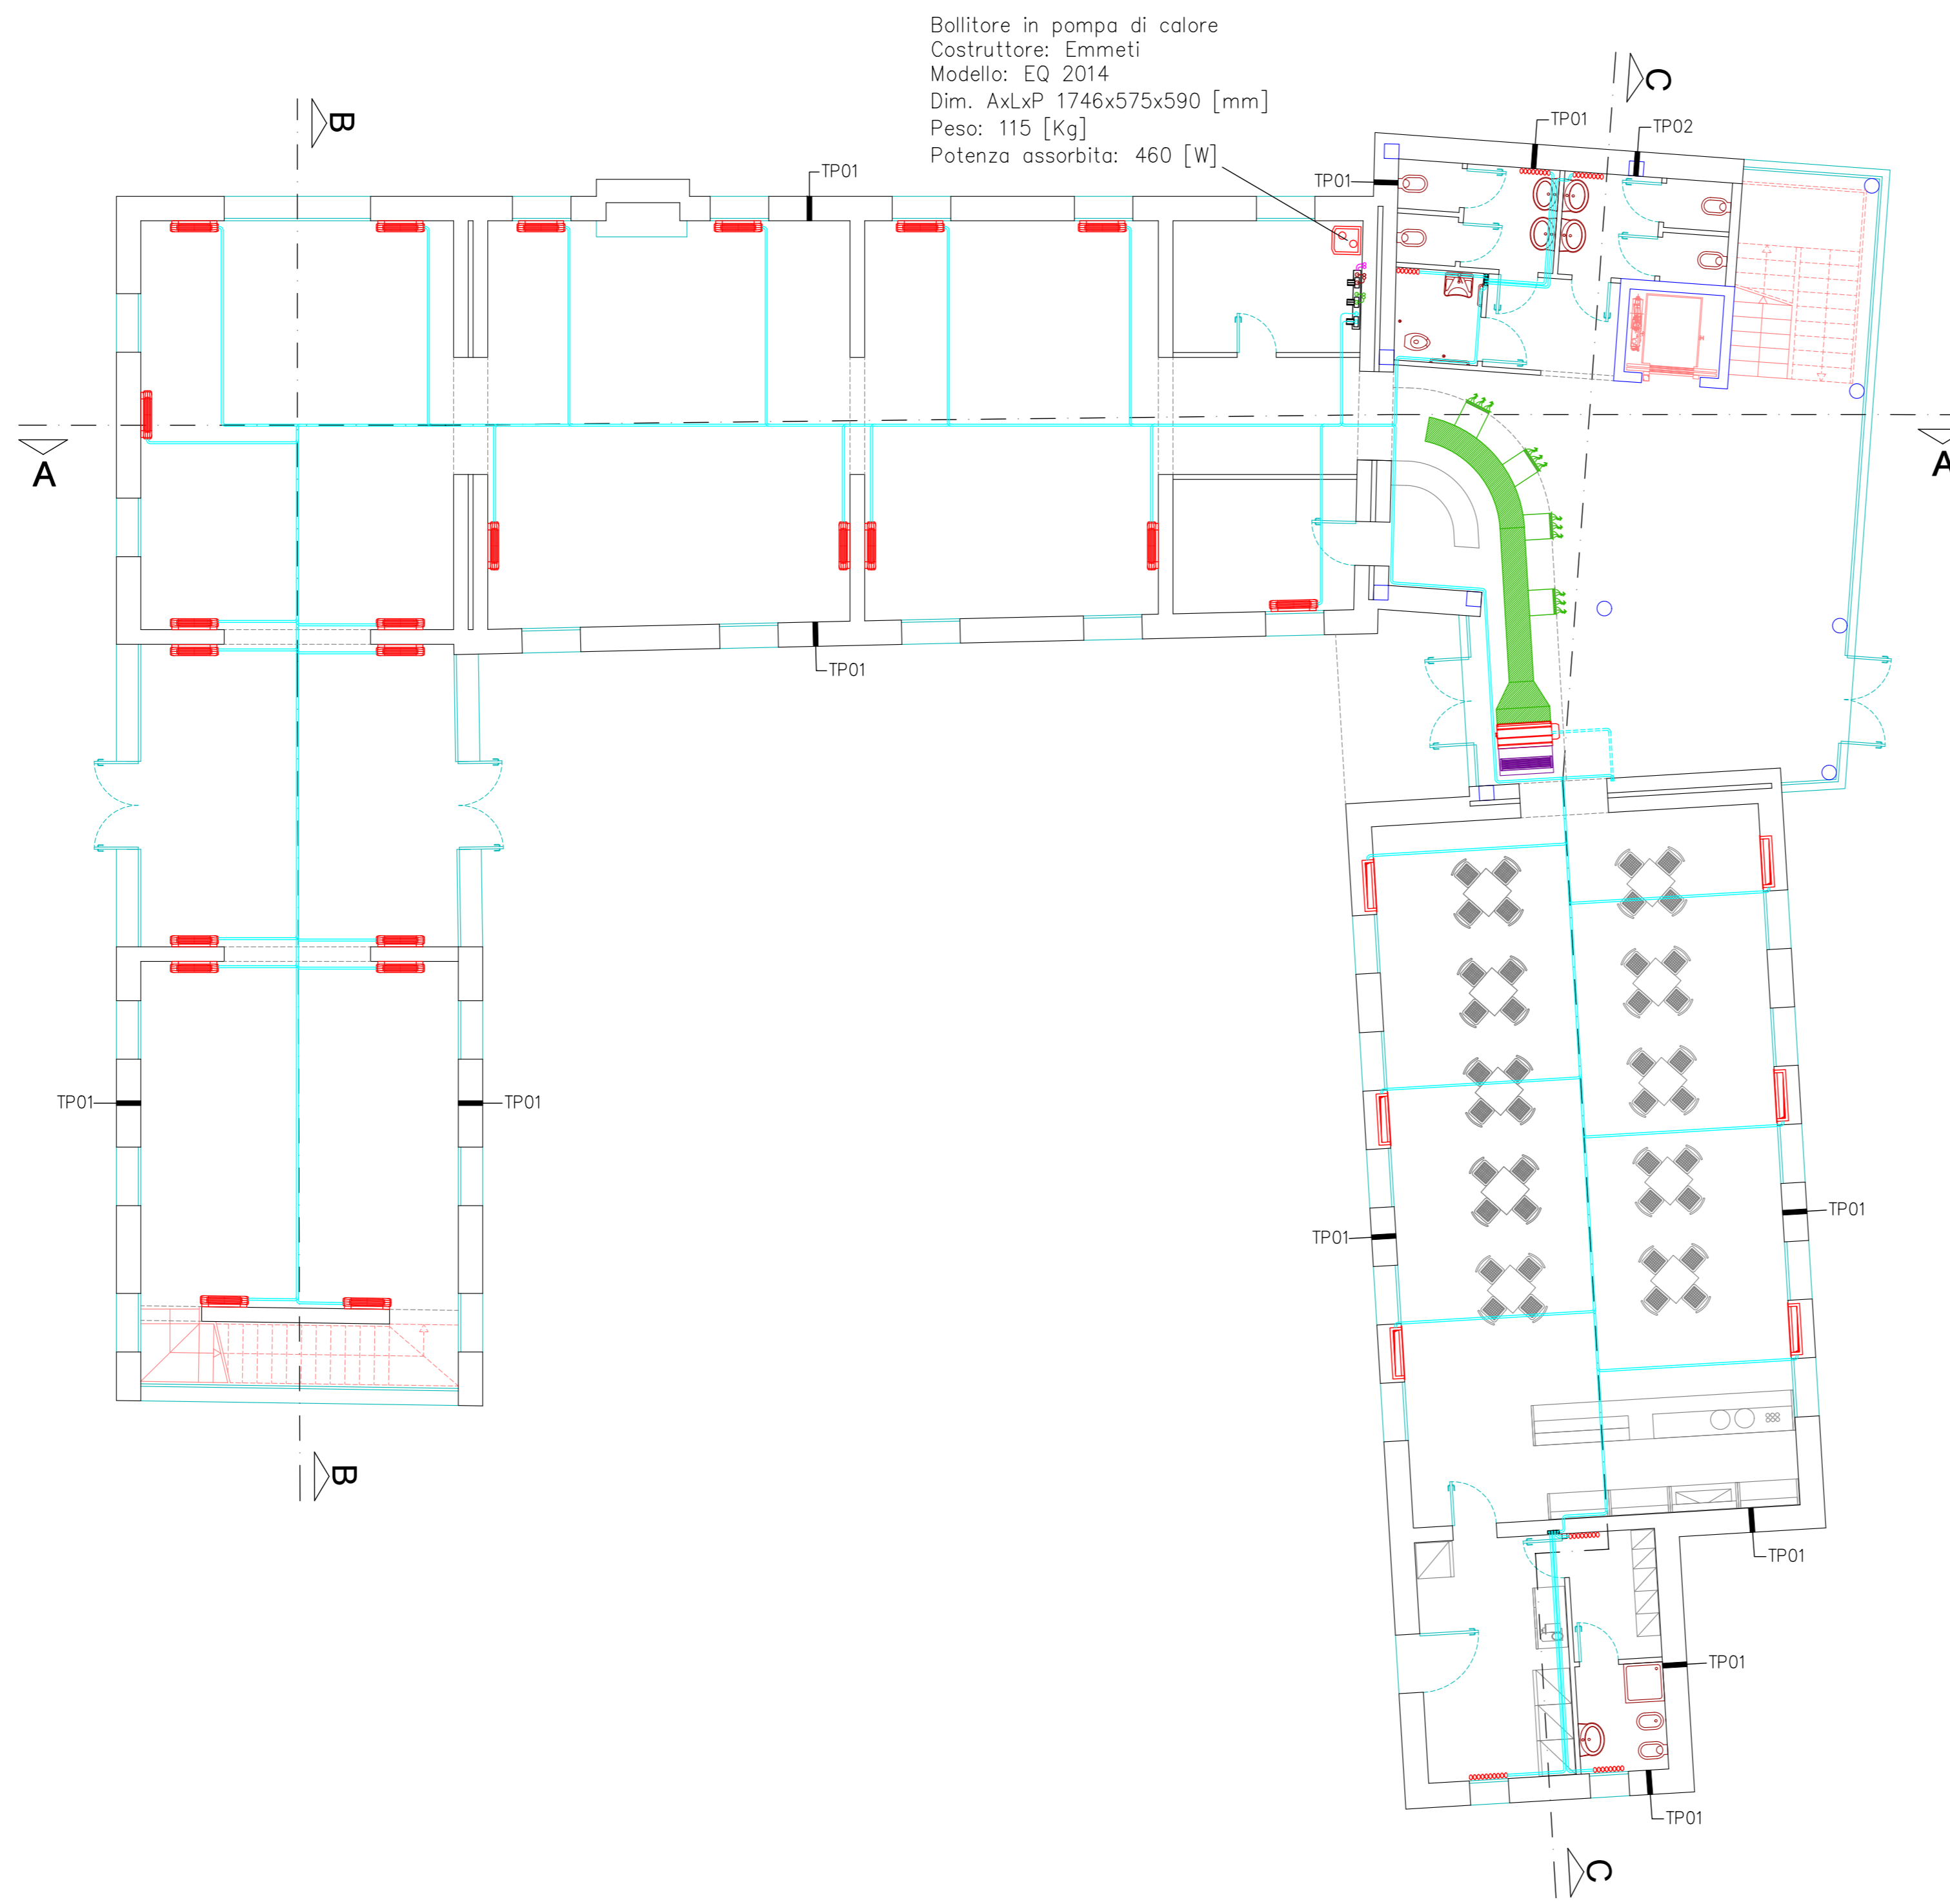 Bollitore in pompa di calore
Costruttore: Emmeti
Modello: EQ 2014
Dim. AxLxP 1746x575x590 [mm]
Peso: 115 [Kg]
Potenza assorbita: 460 [W]
C
B
TP01
TP02
TP01
TP01
A
A
TP01
TP01
TP01
TP01
TP01
B
TP01
TP01
TP01
C